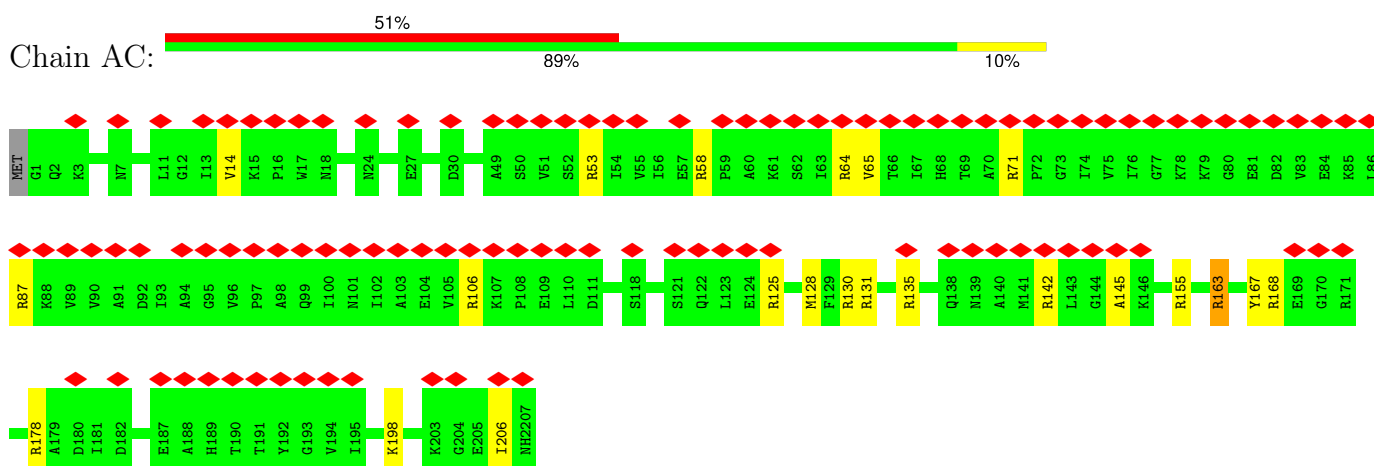 51%
Chain AC:
89% 10%
MET G1 Q2 K3 N7 L11 G12 I13 V14 K15 P16 W17 N18 N24 E27 D30 A49 S50 V51 S52 R53 I54 V55 I56 E57 R58 P59 A60 K61 S62 I63 R64 V65 T66 I67 H68 T69 A70 R71 P72 G73 I74 V75 I76 G77 K78 K79 G80 E81 D82 V83 E84 K85 L86
R87 K88 V89 V90 A91 D92 I93 A94 G95 V96 P97 A98 Q99 I100 N101 I102 A103 E104 V105 R106 K107 P108 E109 L110 D111 S118 S121 Q122 L123 E124 R125 M128 F129 R130 R131 R135 Q138 N139 A140 M141 R142 L143 G144 A145 K146 R155 R163 Y167 R168 E169 G170 R171
R178 A179 D180 I181 D182 E187 A188 H189 T190 T191 Y192 G193 V194 I195 K198 K203 G204 E205 I206 NH2207